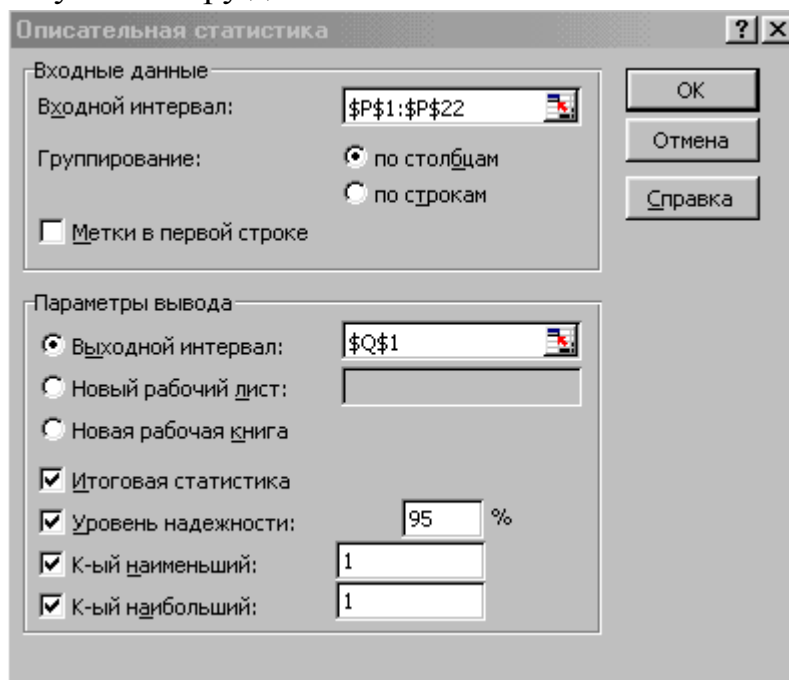 Описательная статистика
Входные данные
Входной интервал: $P$1:$P$22
Группирование: по столбцам
по строкам
Метки в первой строке
OK
Отмена
Справка
Параметры вывода
Выходной интервал: $Q$1
Новый рабочий лист:
Новая рабочая книга
Итоговая статистика
Уровень надежности: 95 %
К-ый наименьший: 1
К-ый наибольший: 1